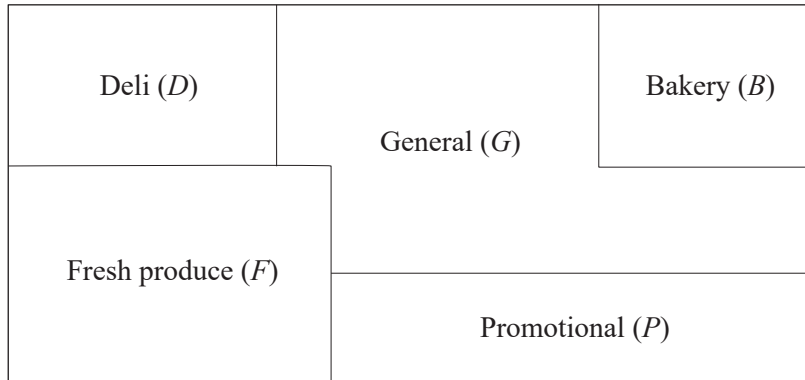 Deli (D)
Bakery (B)
General (G)
Fresh produce (F)
Promotional (P)